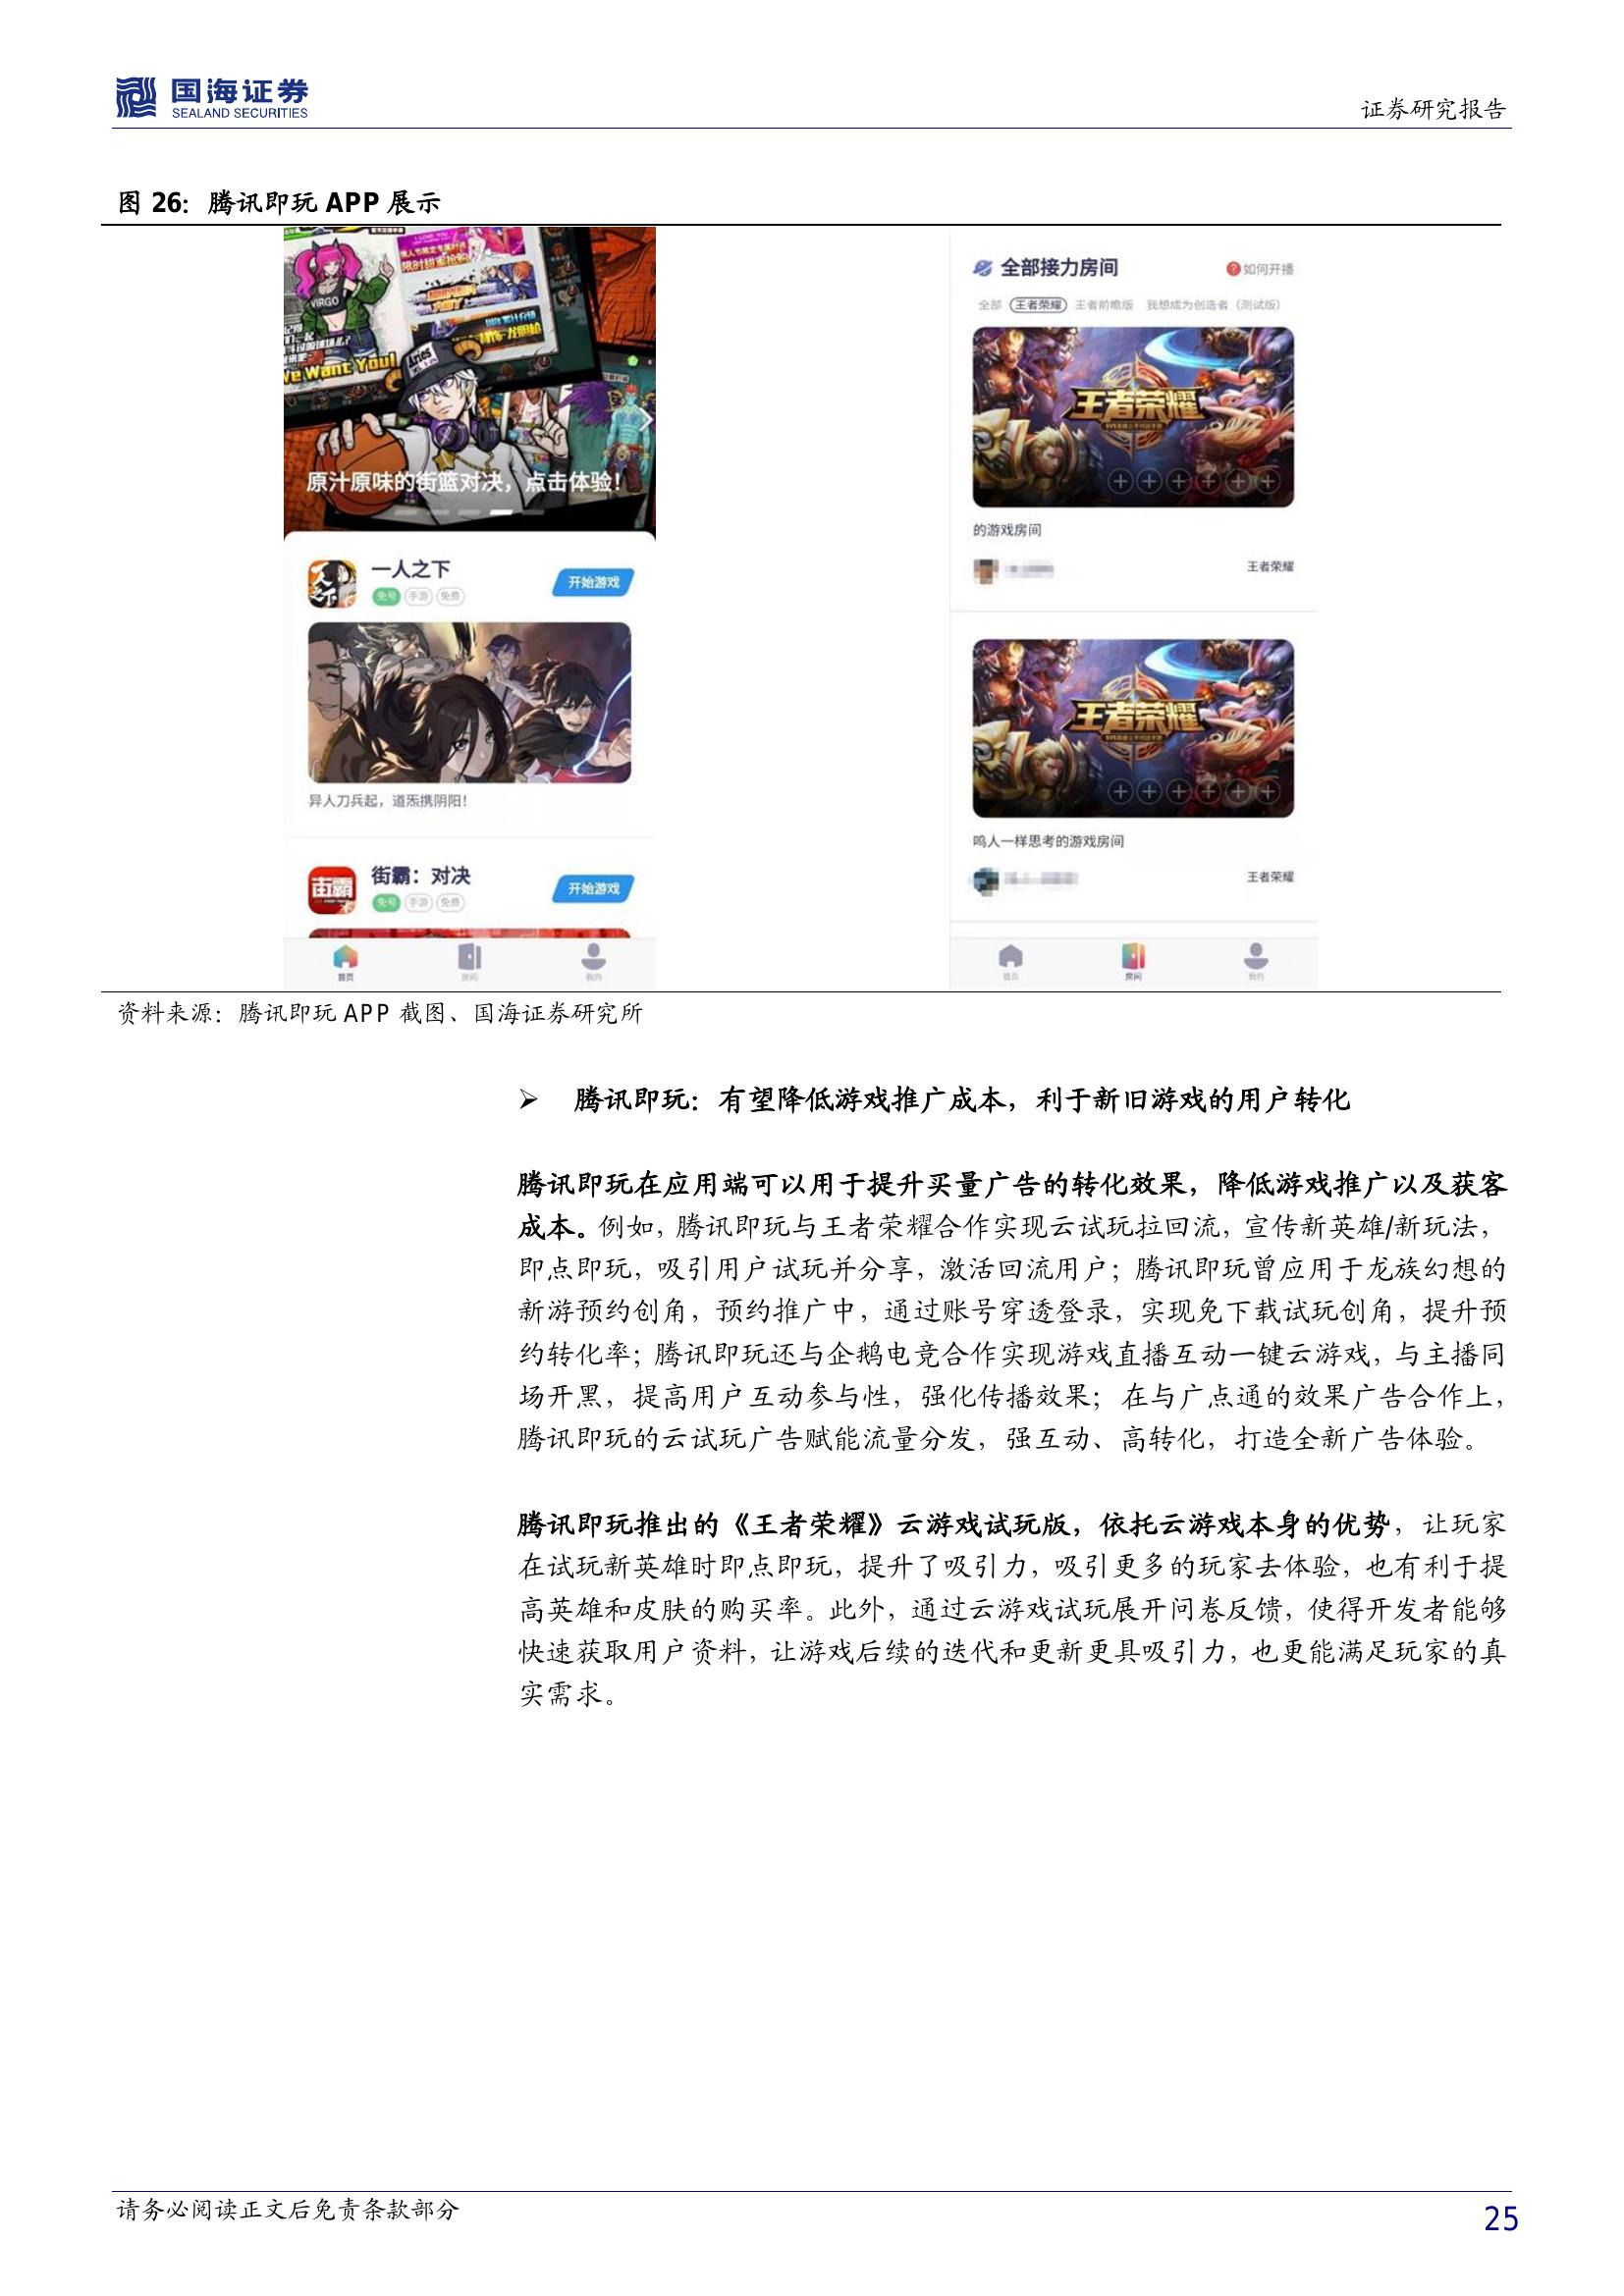 国海证券
SEALAND SECURITIES
证券研究报告
图 26：腾讯即玩 APP 展示
限时甜蜜抢购
VIRGO
We Want You!
Aries
原汁原味的街篮对决，点击体验！
一人之下
开始游戏
免号 手游 免费
异人刀兵起，道炁携阴阳！
街霸
街霸：对决
开始游戏
免号 手游 免费
首页 房间 我的
全部接力房间
如何开播
全部 王者荣耀 王者前瞻版 我想成为创造者（测试版）
王者荣耀
的游戏房间
王者荣耀
王者荣耀
鸣人一样思考的游戏房间
王者荣耀
首页 房间 我的
资料来源：腾讯即玩 APP 截图、国海证券研究所
➢ 腾讯即玩：有望降低游戏推广成本，利于新旧游戏的用户转化
腾讯即玩在应用端可以用于提升买量广告的转化效果，降低游戏推广以及获客
成本。例如，腾讯即玩与王者荣耀合作实现云试玩拉回流，宣传新英雄/新玩法，
即点即玩，吸引用户试玩并分享，激活回流用户；腾讯即玩曾应用于龙族幻想的
新游预约创角，预约推广中，通过账号穿透登录，实现免下载试玩创角，提升预
约转化率；腾讯即玩还与企鹅电竞合作实现游戏直播互动一键云游戏，与主播同
场开黑，提高用户互动参与性，强化传播效果；在与广点通的效果广告合作上，
腾讯即玩的云试玩广告赋能流量分发，强互动、高转化，打造全新广告体验。
腾讯即玩推出的《王者荣耀》云游戏试玩版，依托云游戏本身的优势，让玩家
在试玩新英雄时即点即玩，提升了吸引力，吸引更多的玩家去体验，也有利于提
高英雄和皮肤的购买率。此外，通过云游戏试玩展开问卷反馈，使得开发者能够
快速获取用户资料，让游戏后续的迭代和更新更具吸引力，也更能满足玩家的真
实需求。
请务必阅读正文后免责条款部分
25